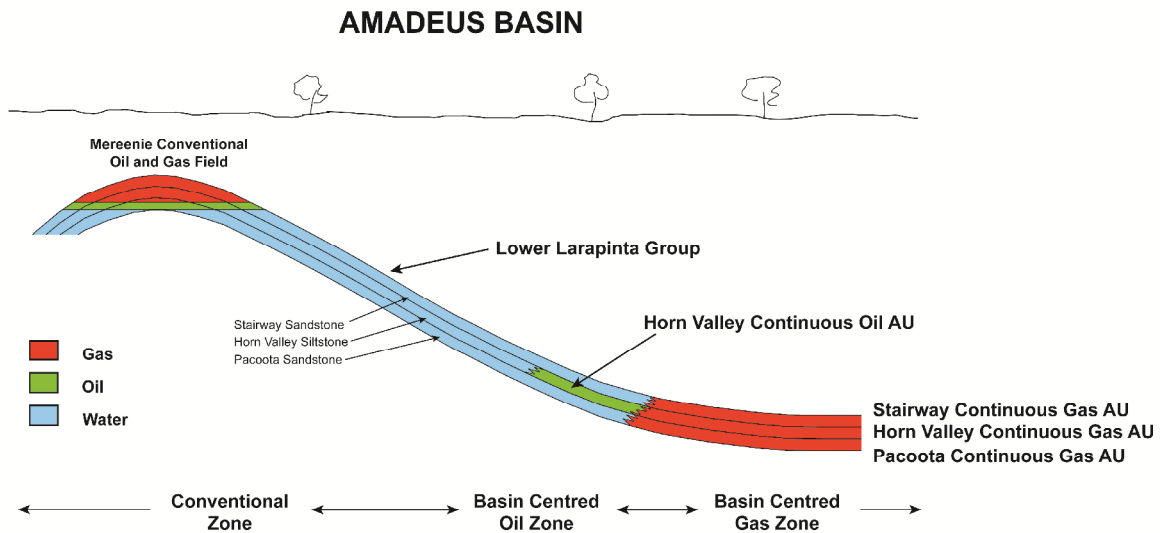 AMADEUS BASIN
Mereenie Conventional
Oil and Gas Field
Lower Larapinta Group
Stairway Sandstone
Horn Valley Siltstone
Pacoota Sandstone
Horn Valley Continuous Oil AU
Gas
Oil
Water
Stairway Continuous Gas AU
Horn Valley Continuous Gas AU
Pacoota Continuous Gas AU
Conventional
Zone
Basin Centred
Oil Zone
Basin Centred
Gas Zone